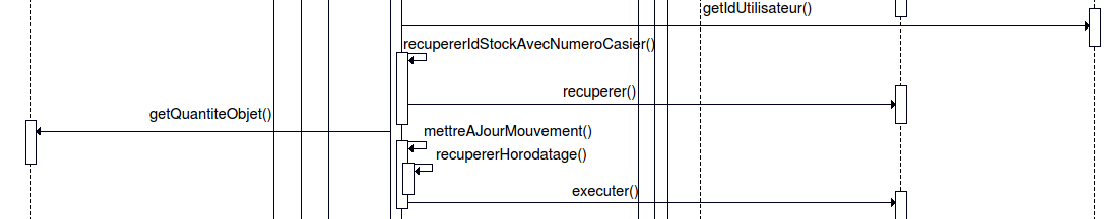 getIdUtilisateur()
recupererIdStockAvecNumeroCasier()
recuperer()
getQuantiteObjet()
mettreAJourMouvement()
recupererHorodatage()
executer()